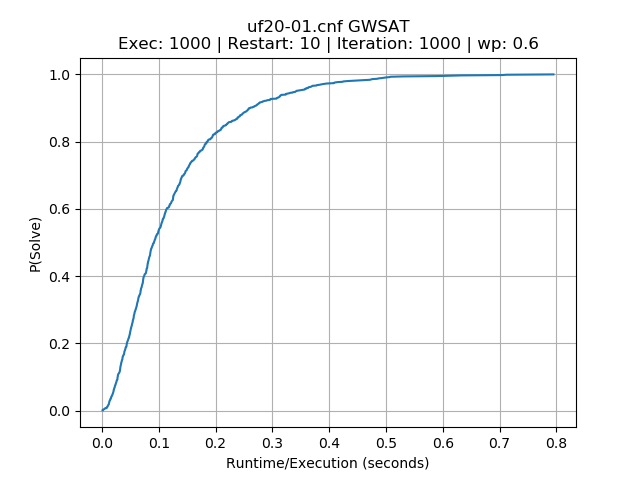 uf20-01.cnf GWSAT
Exec: 1000 | Restart: 10 | Iteration: 1000 | wp: 0.6
1.0
0.8
0.6
0.4
0.2
0.0
P(Solve)
0.0 0.1 0.2 0.3 0.4 0.5 0.6 0.7 0.8
Runtime/Execution (seconds)